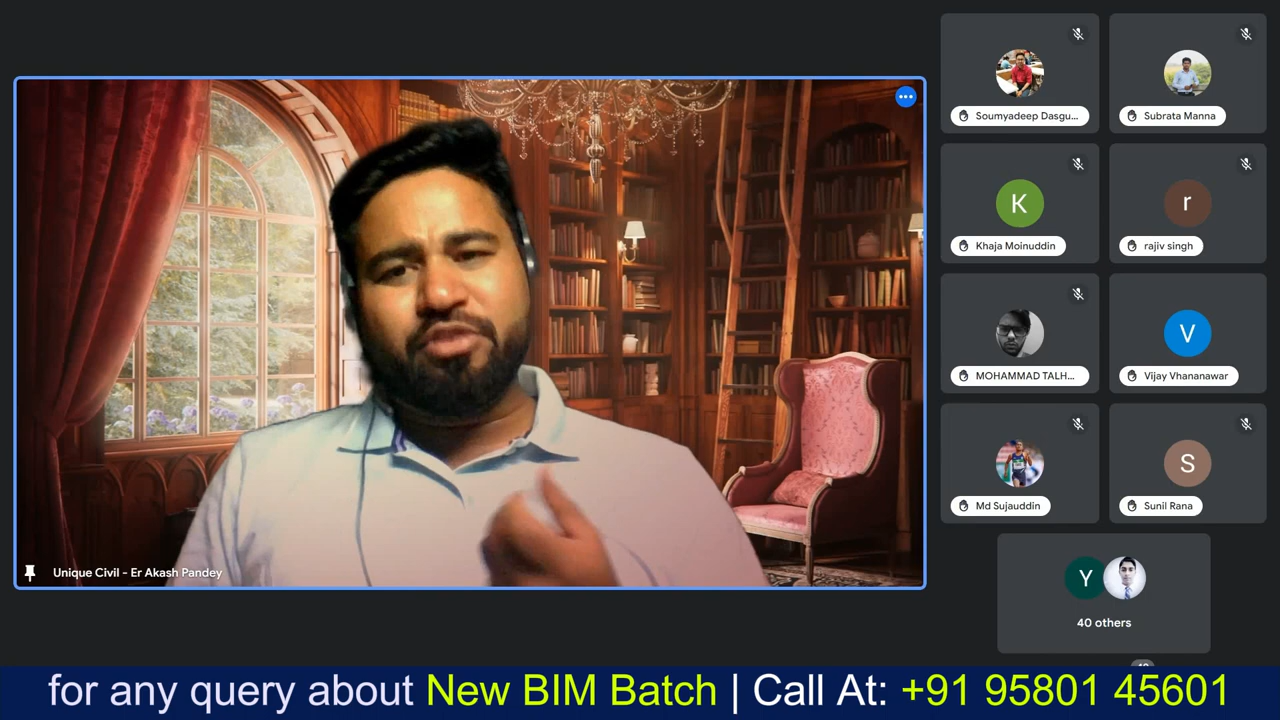 Soumyadeep Dasgu...
Subrata Manna
K
Khaja Moinuddin
r
rajiv singh
MOHAMMAD TALH...
V
Vijay Vhananawar
Md Sujauddin
S
Sunil Rana
Y
40 others
Unique Civil - Er Akash Pandey
for any query about New BIM Batch | Call At: +91 95801 45601